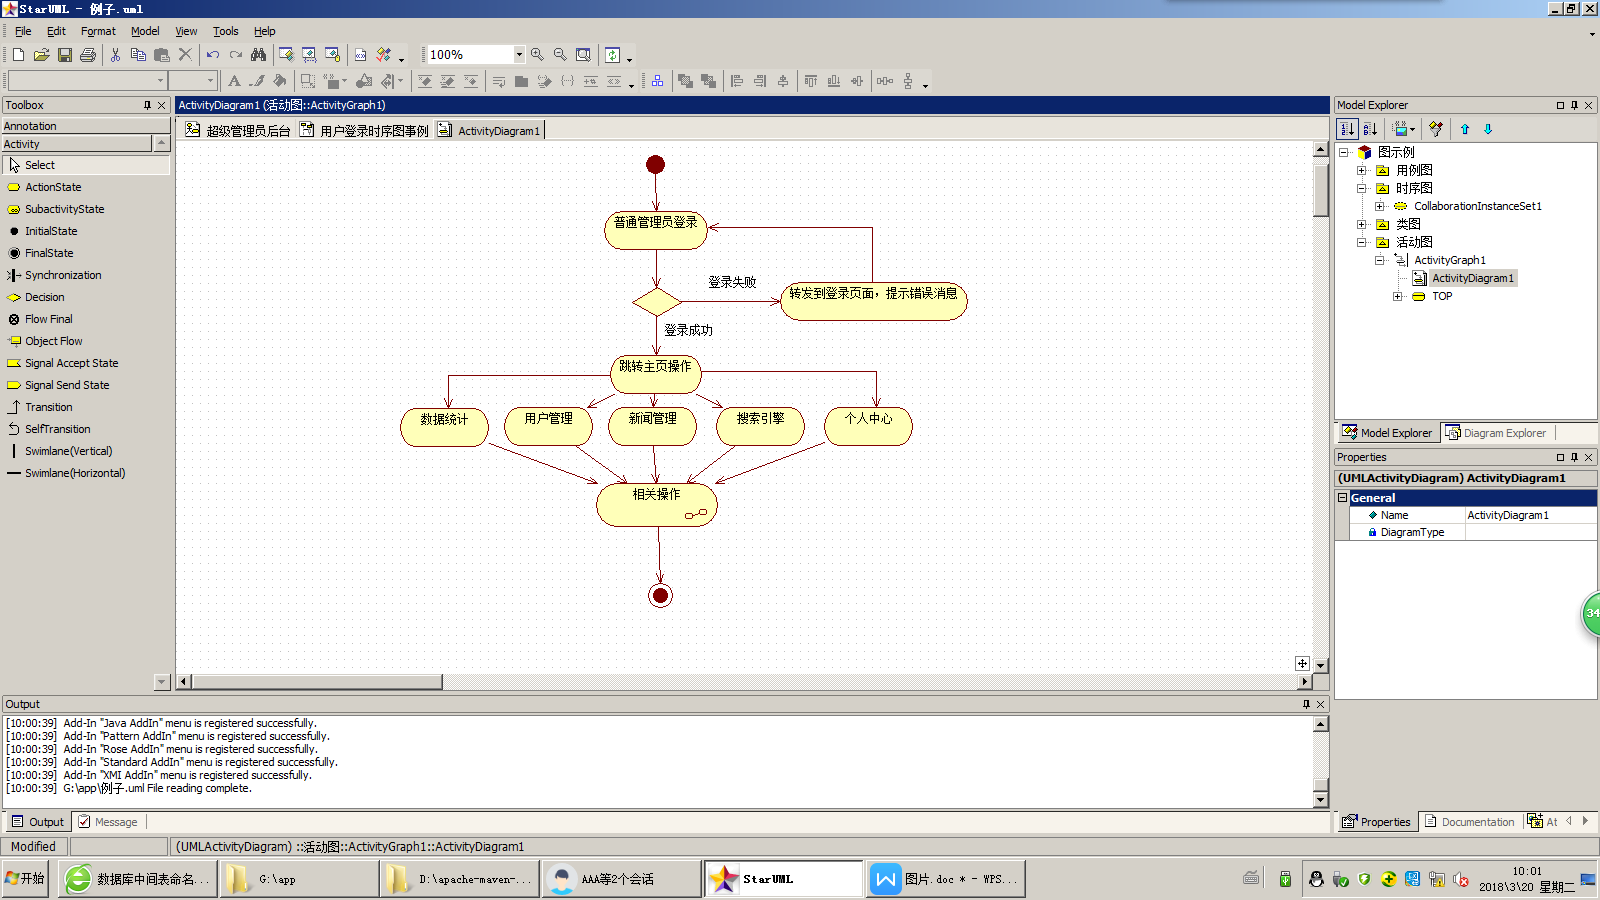 StarUML - 例子.uml
File Edit Format Model View Tools Help
100%
Toolbox
Annotation
Activity
Select
ActionState
SubactivityState
InitialState
FinalState
Synchronization
Decision
Flow Final
Object Flow
Signal Accept State
Signal Send State
Transition
SelfTransition
Swimlane(Vertical)
Swimlane(Horizontal)
ActivityDiagram1 (活动图::ActivityGraph1)
超级管理员后台 用户登录时序图事例 ActivityDiagram1
普通管理员登录
登录失败
转发到登录页面，提示错误消息
登录成功
跳转主页操作
数据统计 用户管理 新闻管理 搜索引擎 个人中心
相关操作
Model Explorer
图示例
用例图
时序图
CollaborationInstanceSet1
类图
活动图
ActivityGraph1
ActivityDiagram1
TOP
Model Explorer Diagram Explorer
Properties
(UMLActivityDiagram) ActivityDiagram1
General
Name ActivityDiagram1
DiagramType
34
Properties Documentation At
Output
[10:00:39] Add-In "Java AddIn" menu is registered successfully.
[10:00:39] Add-In "Pattern AddIn" menu is registered successfully.
[10:00:39] Add-In "Rose AddIn" menu is registered successfully.
[10:00:39] Add-In "Standard AddIn" menu is registered successfully.
[10:00:39] Add-In "XMI AddIn" menu is registered successfully.
[10:00:39] G:\app\例子.uml File reading complete.
Output Message
Modified (UMLActivityDiagram) ::活动图::ActivityGraph1::ActivityDiagram1
开始 数据库中间表命名... G:\app D:\apache-maven-... AAA等2个会话 StarUML 图片.doc * - WPS...
10:01
2018/3/20 星期二